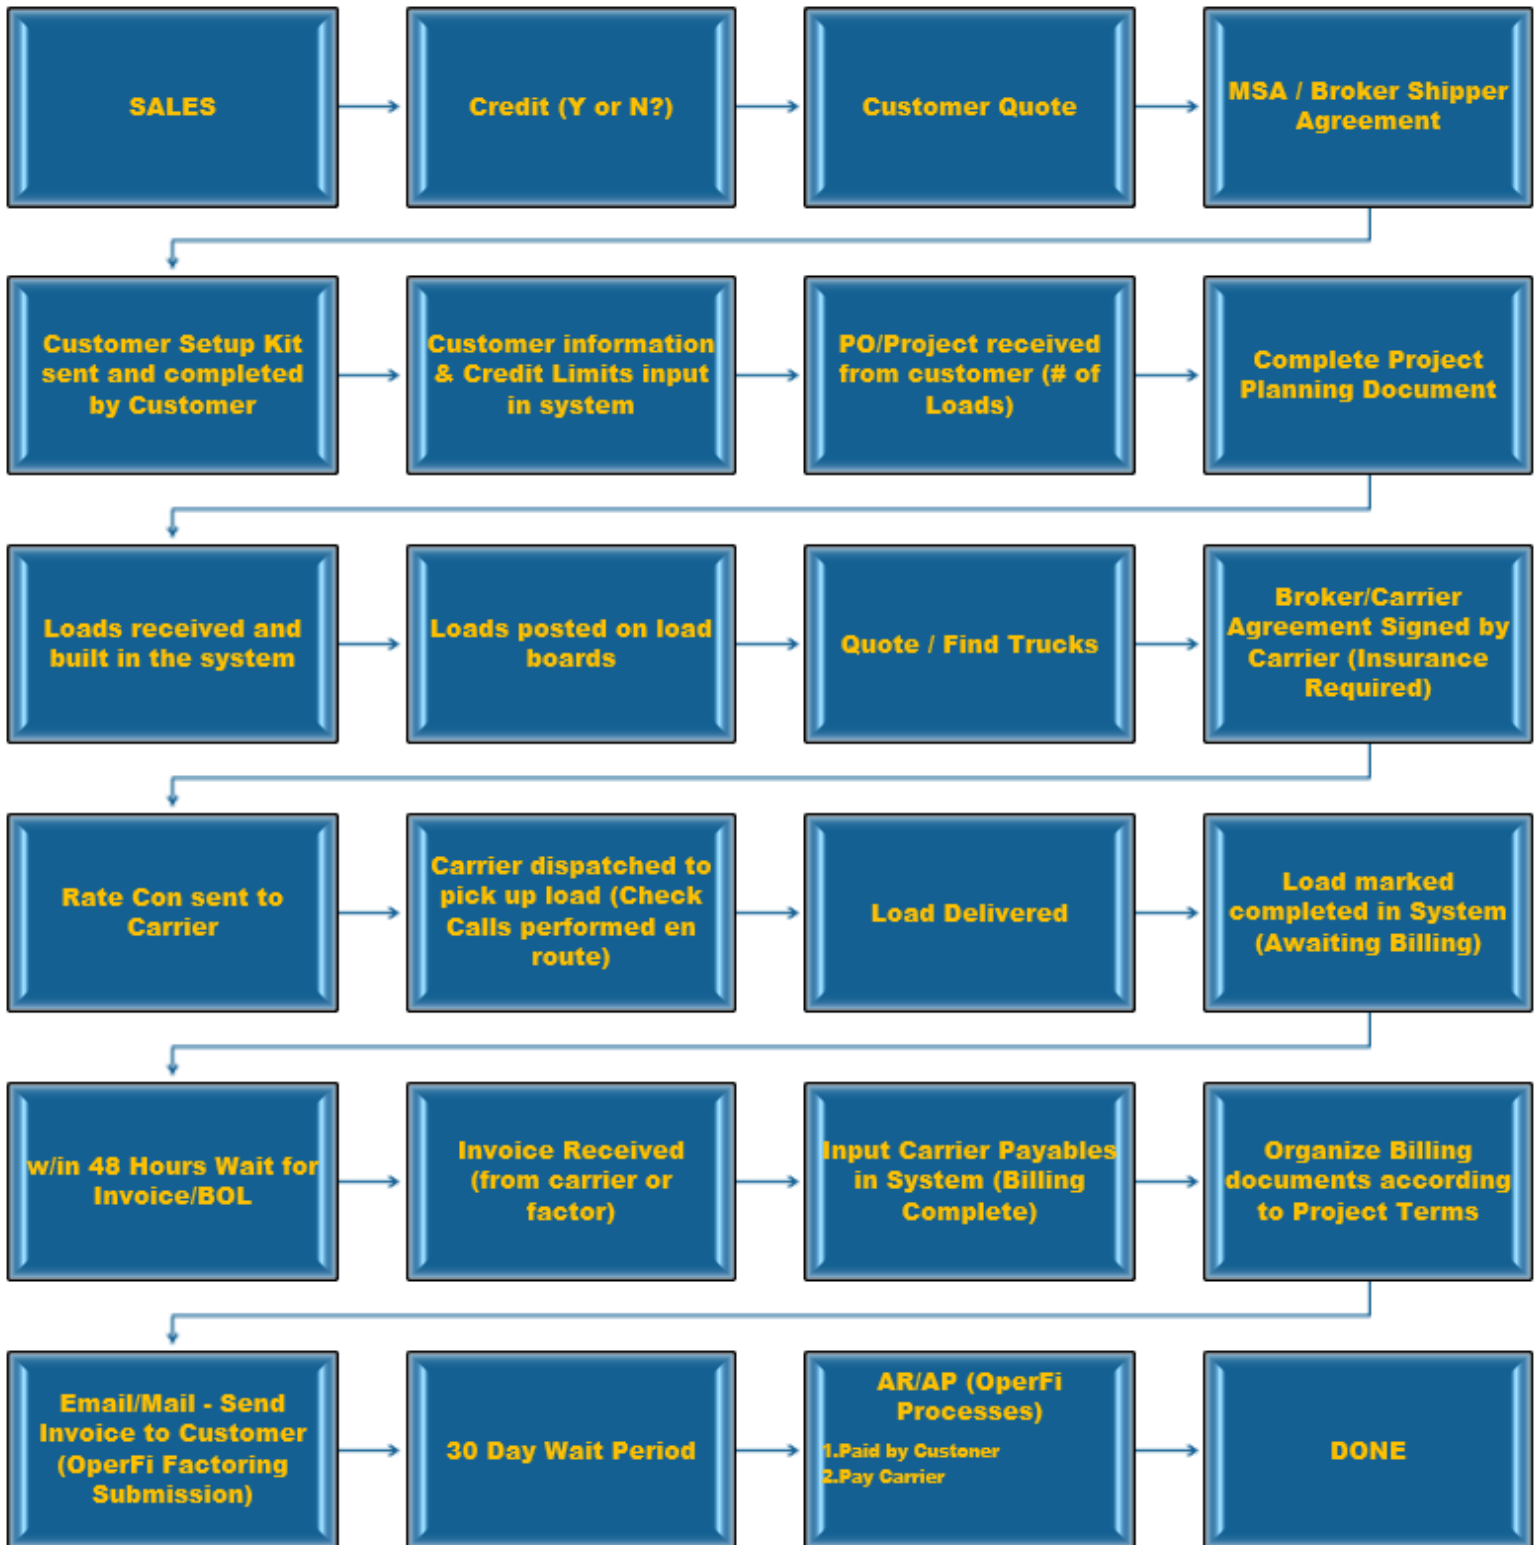 SALES
Credit (Y or N?)
Customer Quote
MSA / Broker Shipper
Agreement
Customer Setup Kit
sent and completed
by Customer
Customer information
& Credit Limits input
in system
PO/Project received
from customer (# of
Loads)
Complete Project
Planning Document
Loads received and
built in the system
Loads posted on load
boards
Quote / Find Trucks
Broker/Carrier
Agreement Signed by
Carrier (Insurance
Required)
Rate Con sent to
Carrier
Carrier dispatched to
pick up load (Check
Calls performed en
route)
Load Delivered
Load marked
completed in System
(Awaiting Billing)
w/in 48 Hours Wait for
Invoice/BOL
Invoice Received
(from carrier or
factor)
Input Carrier Payables
in System (Billing
Complete)
Organize Billing
documents according
to Project Terms
Email/Mail - Send
Invoice to Customer
(OperFi Factoring
Submission)
30 Day Wait Period
AR/AP (OperFi
Processes)
1.Paid by Custoner
2.Pay Carrier
DONE